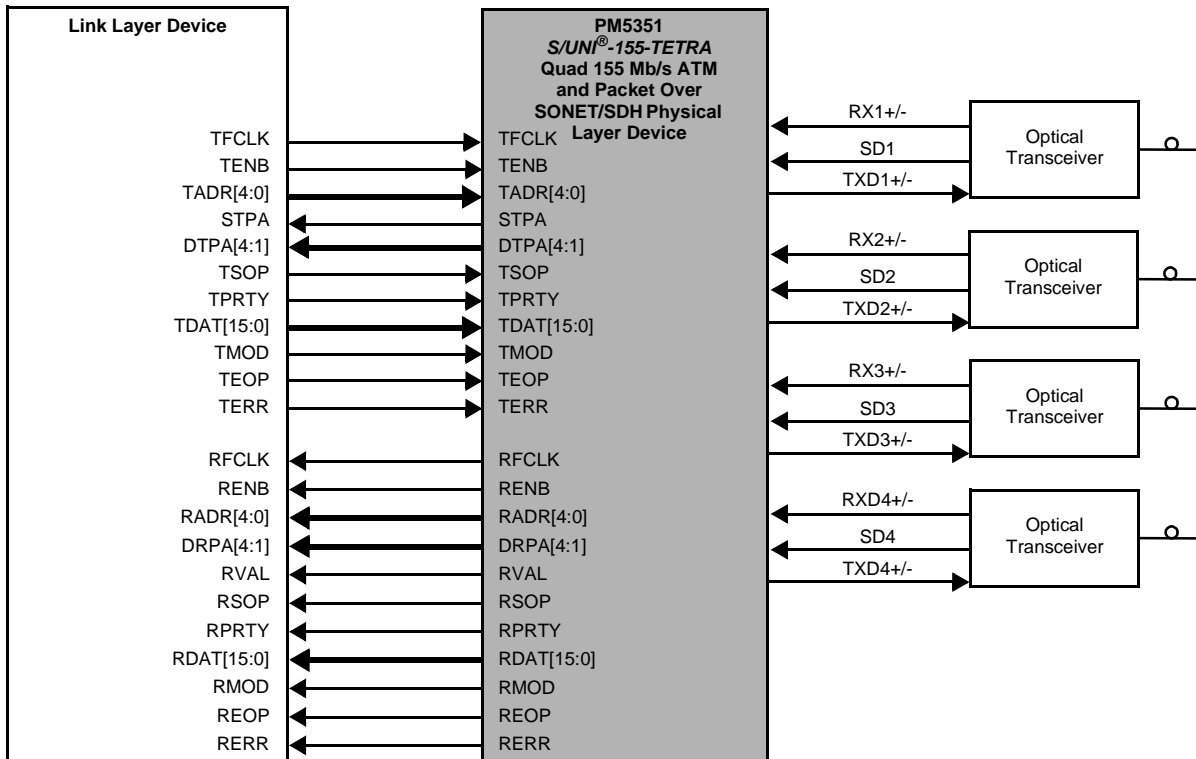 Link Layer Device
TFCLK
TENB
TADR[4:0]
STPA
DTPA[4:1]
TSOP
TPRTY
TDAT[15:0]
TMOD
TEOP
TERR
RFCLK
RENB
RADR[4:0]
DRPA[4:1]
RVAL
RSOP
RPRTY
RDAT[15:0]
RMOD
REOP
RERR
PM5351
S/UNI®-155-TETRA
Quad 155 Mb/s ATM
and Packet Over
SONET/SDH Physical
Layer Device
TFCLK
TENB
TADR[4:0]
STPA
DTPA[4:1]
TSOP
TPRTY
TDAT[15:0]
TMOD
TEOP
TERR
RFCLK
RENB
RADR[4:0]
DRPA[4:1]
RVAL
RSOP
RPRTY
RDAT[15:0]
RMOD
REOP
RERR
RX1+/-
SD1
TXD1+/-
Optical
Transceiver
RX2+/-
SD2
TXD2+/-
Optical
Transceiver
RX3+/-
SD3
TXD3+/-
Optical
Transceiver
RXD4+/-
SD4
TXD4+/-
Optical
Transceiver